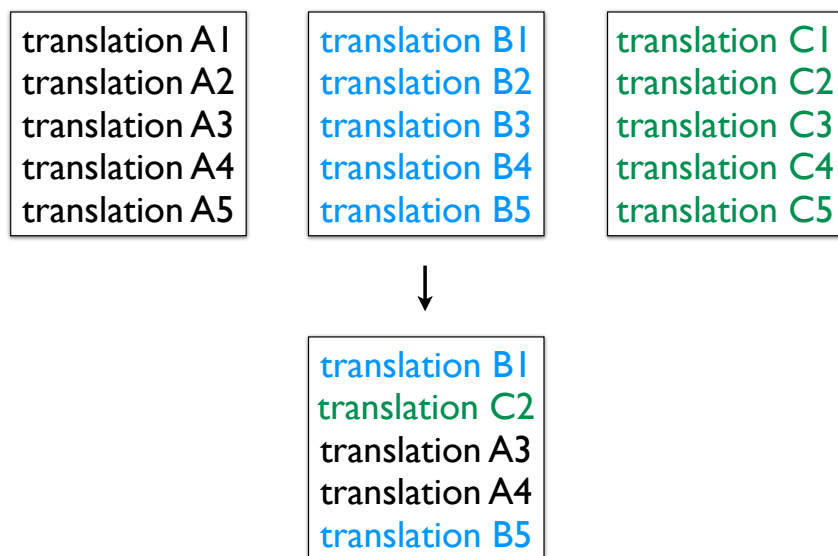 translation A1
translation A2
translation A3
translation A4
translation A5
translation B1
translation B2
translation B3
translation B4
translation B5
translation C1
translation C2
translation C3
translation C4
translation C5
translation B1
translation C2
translation A3
translation A4
translation B5